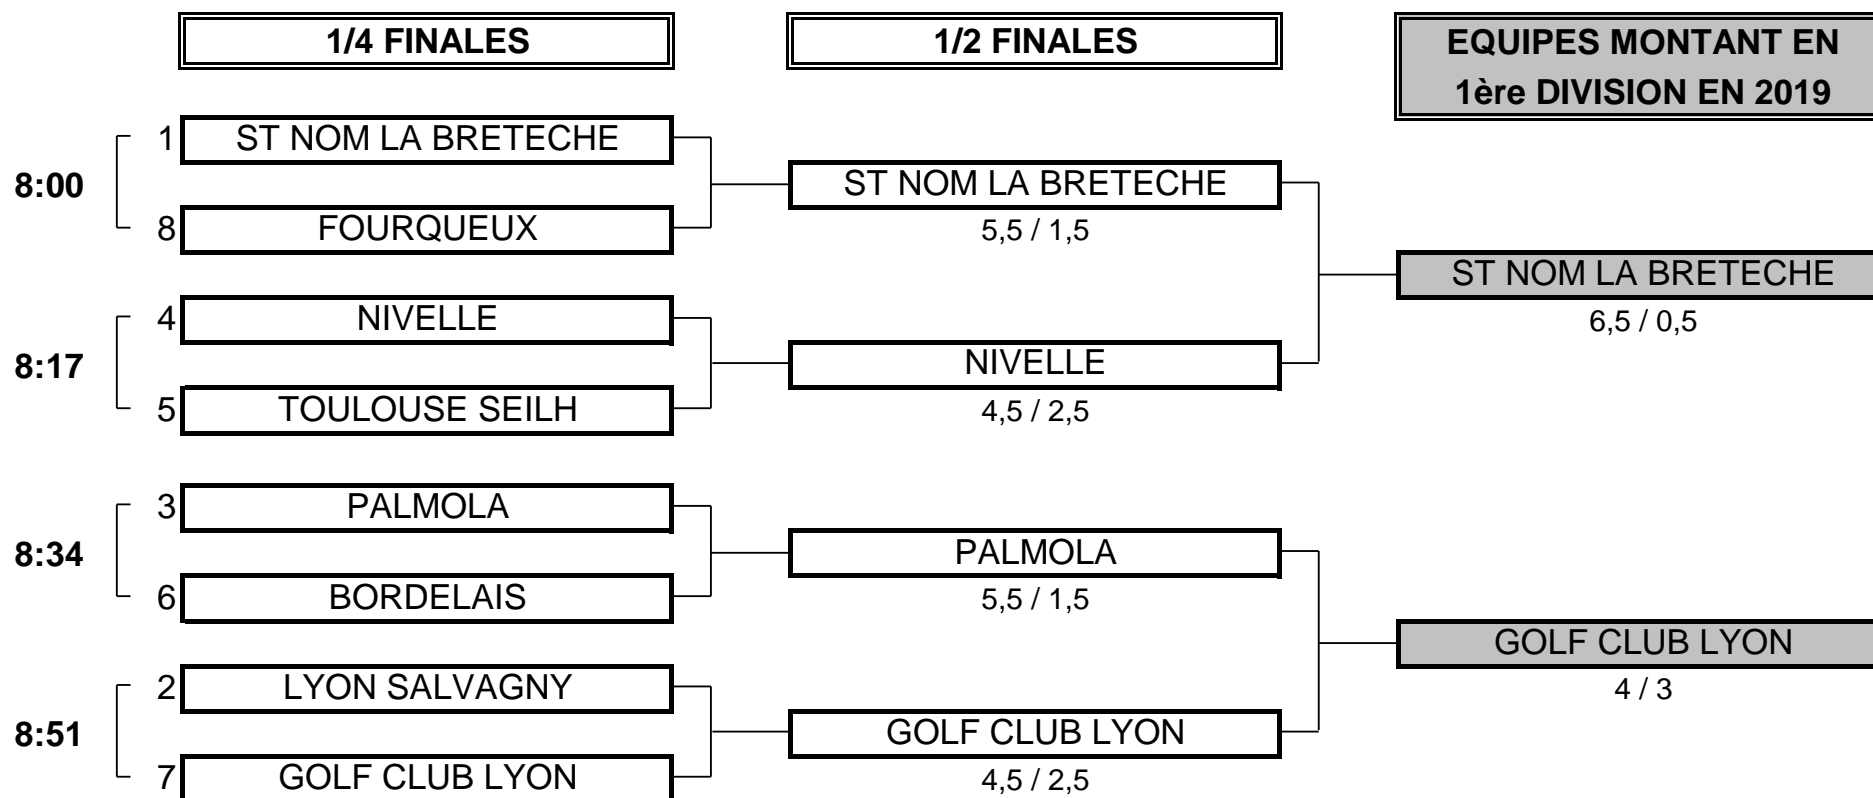 1/4 FINALES
1/2 FINALES
EQUIPES MONTANT EN
1ère DIVISION EN 2019
8:00
1 ST NOM LA BRETECHE
8 FOURQUEUX
ST NOM LA BRETECHE
5,5 / 1,5
8:17
4 NIVELLE
5 TOULOUSE SEILH
NIVELLE
4,5 / 2,5
ST NOM LA BRETECHE
6,5 / 0,5
8:34
3 PALMOLA
6 BORDELAIS
PALMOLA
5,5 / 1,5
8:51
2 LYON SALVAGNY
7 GOLF CLUB LYON
GOLF CLUB LYON
4,5 / 2,5
GOLF CLUB LYON
4 / 3